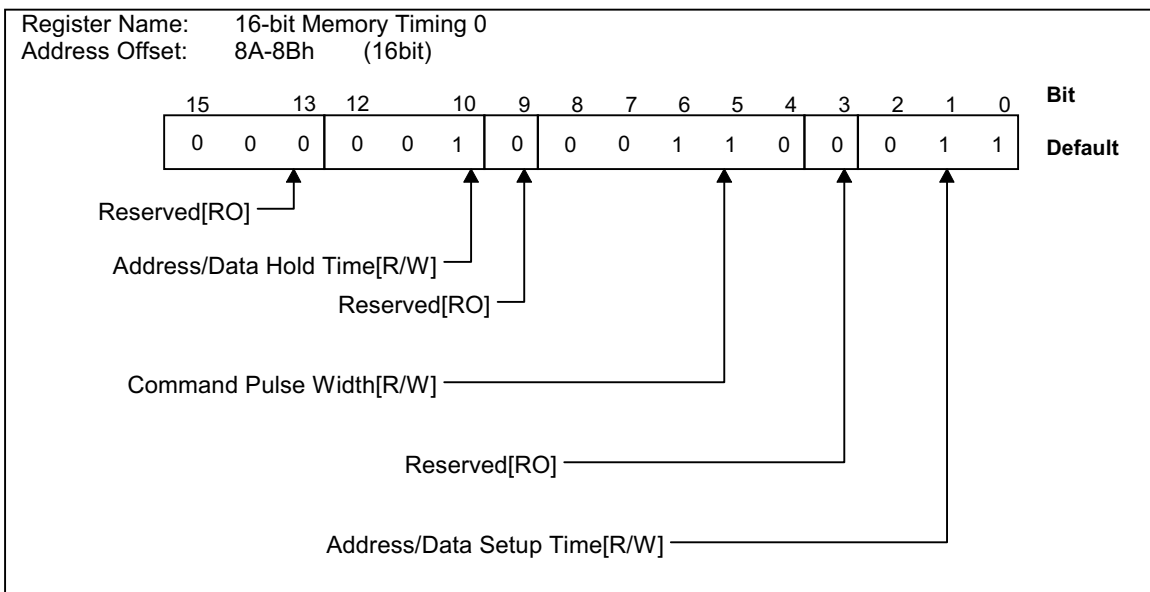 Register Name: 16-bit Memory Timing 0
Address Offset: 8A-8Bh (16bit)
15 13 12 10 9 8 7 6 5 4 3 2 1 0 Bit
0 0 0 0 0 1 0 0 0 1 1 0 0 0 1 1 Default
Reserved[RO]
Address/Data Hold Time[R/W]
Reserved[RO]
Command Pulse Width[R/W]
Reserved[RO]
Address/Data Setup Time[R/W]